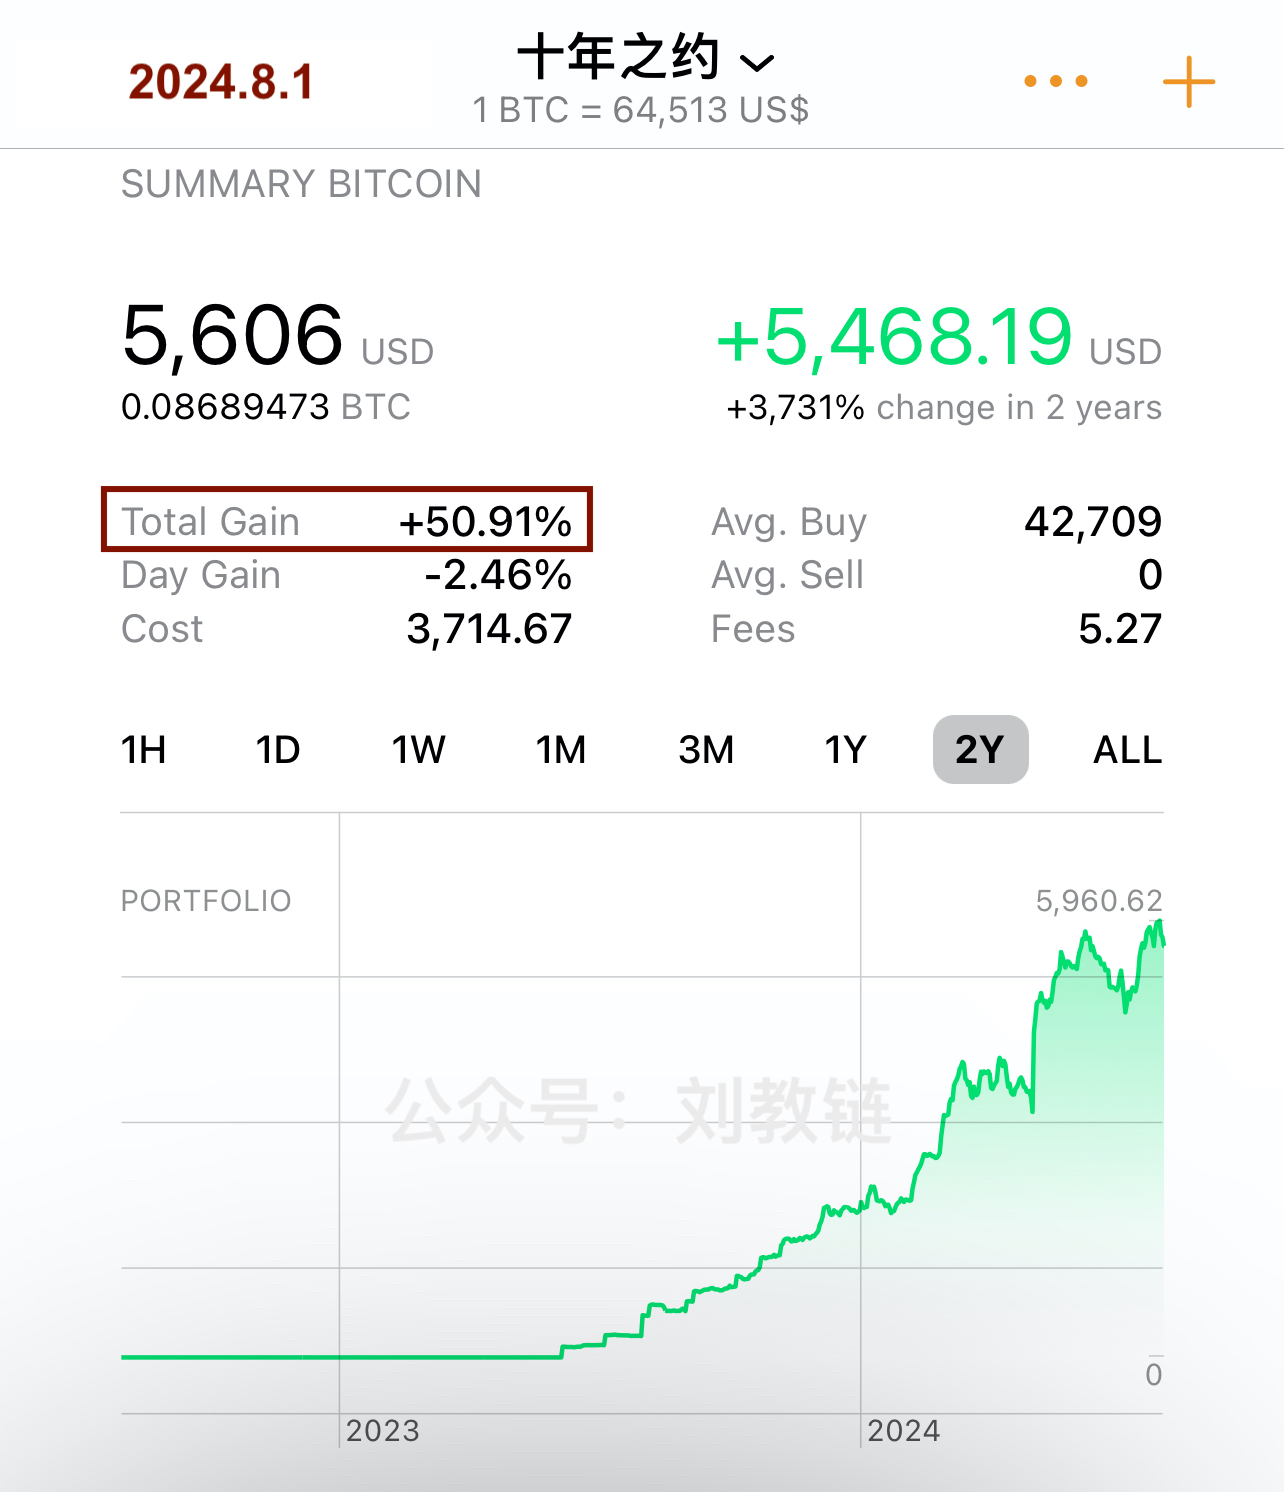 2024.8.1
十年之约
1 BTC = 64,513 US$
SUMMARY BITCOIN
5,606 USD
+5,468.19 USD
0.08689473 BTC
+3,731% change in 2 years
Total Gain +50.91%
Avg. Buy 42,709
Day Gain -2.46%
Avg. Sell 0
Cost 3,714.67
Fees 5.27
1H 1D 1W 1M 3M 1Y 2Y ALL
PORTFOLIO
5,960.62
公众号：刘教链
0
2023 2024